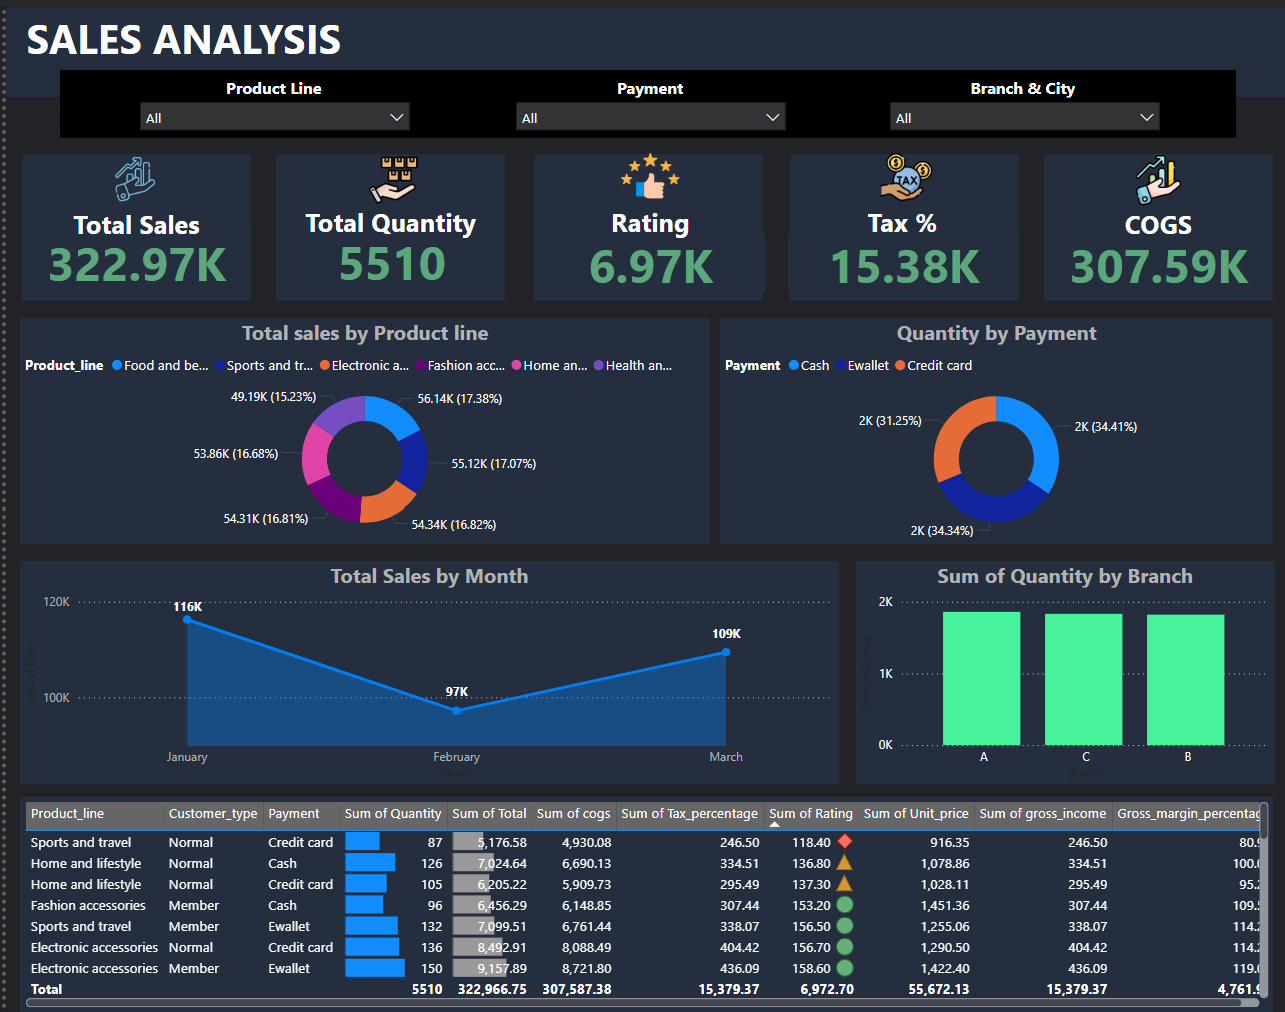 SALES ANALYSIS
Product Line Payment Branch & City
All All All
Total Sales
322.97K
Total Quantity
5510
Rating
6.97K
TAX
Tax %
15.38K
COGS
307.59K
Total sales by Product line
Product_line Food and be... Sports and tr... Electronic a... Fashion acc... Home an... Health an...
49.19K (15.23%) 56.14K (17.38%)
53.86K (16.68%) 55.12K (17.07%)
54.31K (16.81%) 54.34K (16.82%)
Quantity by Payment
Payment Cash Ewallet Credit card
2K (31.25%) 2K (34.41%)
2K (34.34%)
Total Sales by Month
120K
116K
109K
97K
100K
January February March
Month
Sum of Quantity by Branch
2K
1K
0K
A C B
Branch
Product_line Customer_type Payment Sum of Quantity Sum of Total Sum of cogs Sum of Tax_percentage Sum of Rating Sum of Unit_price Sum of gross_income Gross_margin_percentag
Sports and travel Normal Credit card 87 5,176.58 4,930.08 246.50 118.40 916.35 246.50 80.9
Home and lifestyle Normal Cash 126 7,024.64 6,690.13 334.51 136.80 1,078.86 334.51 100.0
Home and lifestyle Normal Credit card 105 6,205.22 5,909.73 295.49 137.30 1,028.11 295.49 95.2
Fashion accessories Member Cash 96 6,456.29 6,148.85 307.44 153.20 1,451.36 307.44 109.5
Sports and travel Member Ewallet 132 7,099.51 6,761.44 338.07 156.50 1,255.06 338.07 114.2
Electronic accessories Normal Credit card 136 8,492.91 8,088.49 404.42 156.70 1,290.50 404.42 114.2
Electronic accessories Member Ewallet 150 9,157.89 8,721.80 436.09 158.60 1,422.40 436.09 119.0
Total 5510 322,966.75 307,587.38 15,379.37 6,972.70 55,672.13 15,379.37 4,761.9